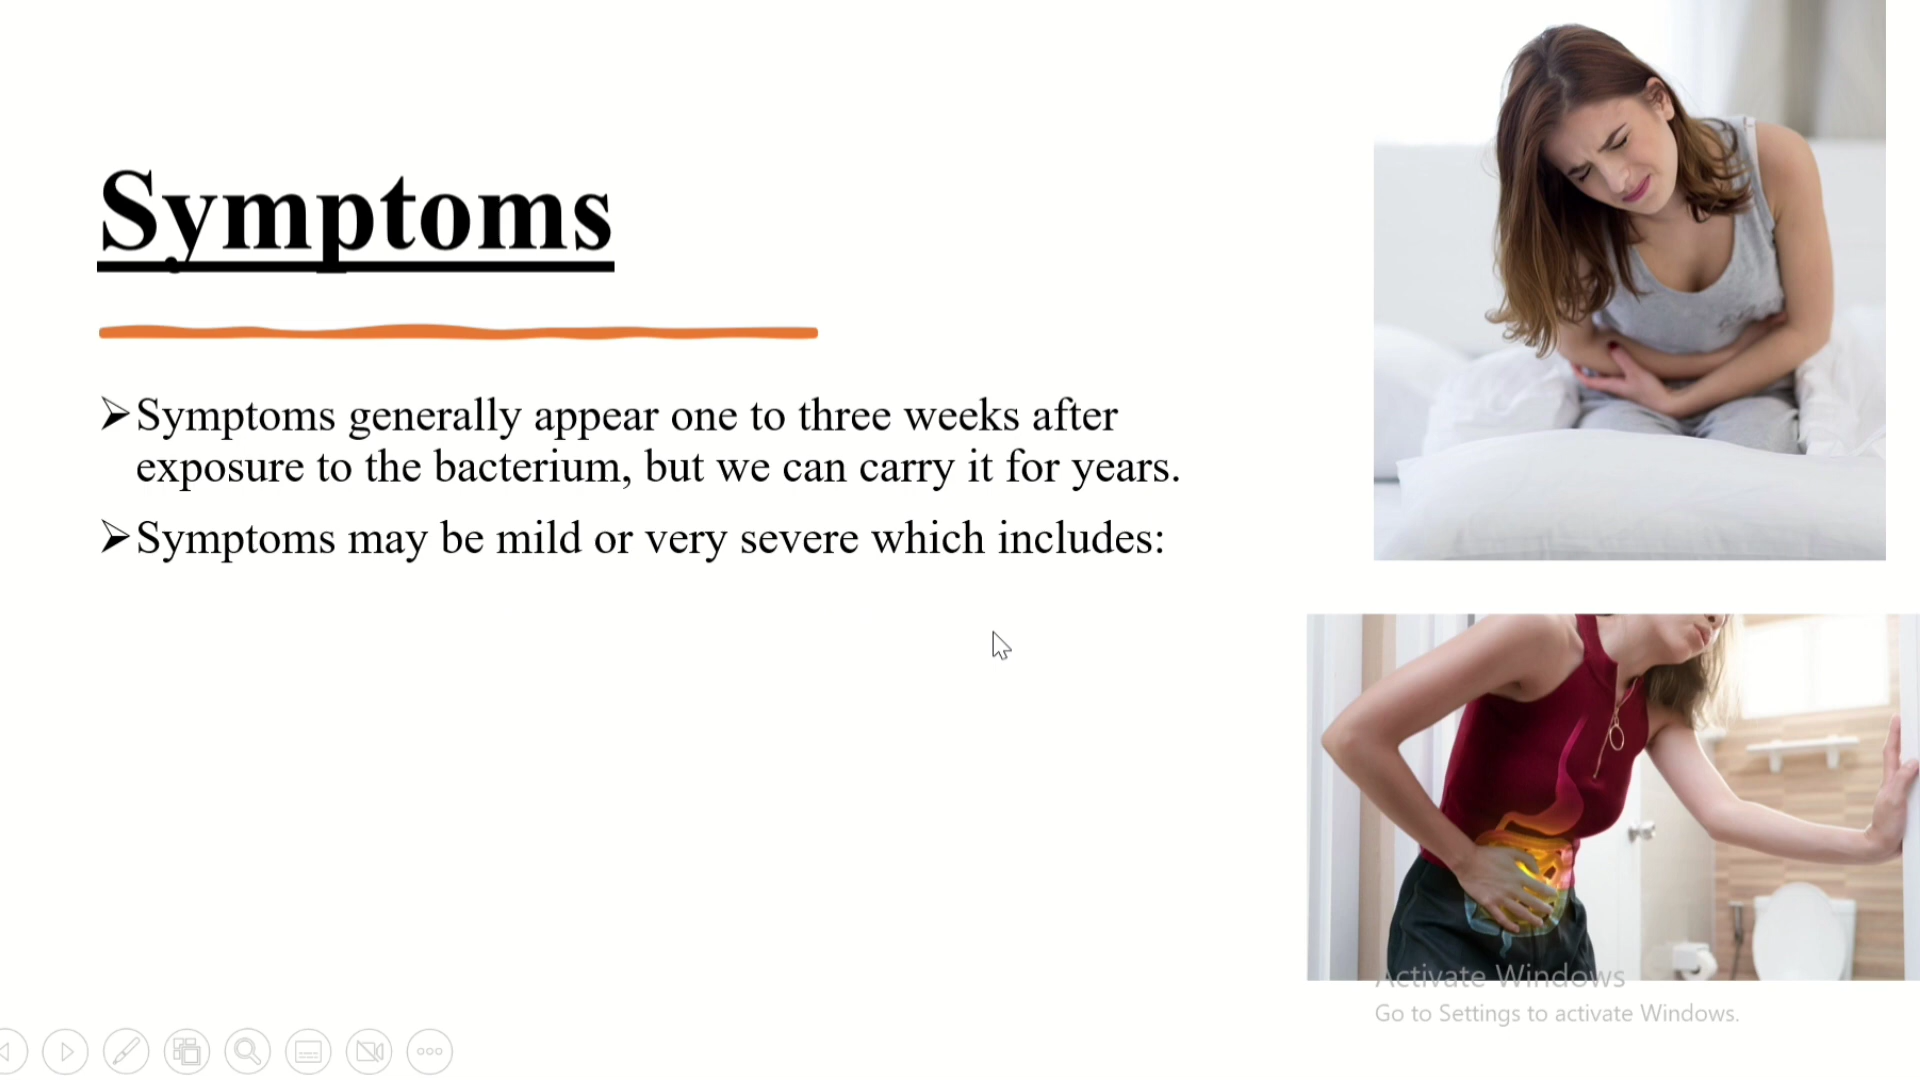 Symptoms
➢Symptoms generally appear one to three weeks after
exposure to the bacterium, but we can carry it for years.
➢Symptoms may be mild or very severe which includes:
Activate Windows
Go to Settings to activate Windows.